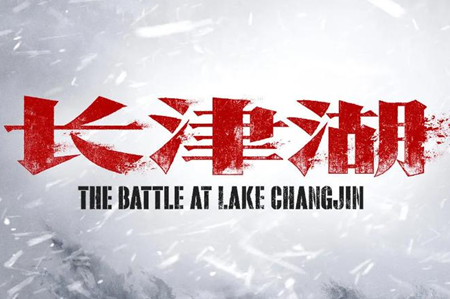 长津湖
THE BATTLE AT LAKE CHANGJIN